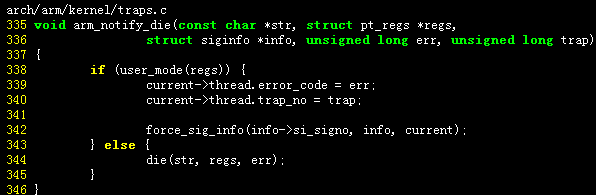 arch/arm/kernel/traps.c
335 void arm_notify_die(const char *str, struct pt_regs *regs,
336                 struct siginfo *info, unsigned long err, unsigned long trap)
337 {
338         if (user_mode(regs)) {
339                 current->thread.error_code = err;
340                 current->thread.trap_no = trap;
341
342                 force_sig_info(info->si_signo, info, current);
343         } else {
344                 die(str, regs, err);
345         }
346 }